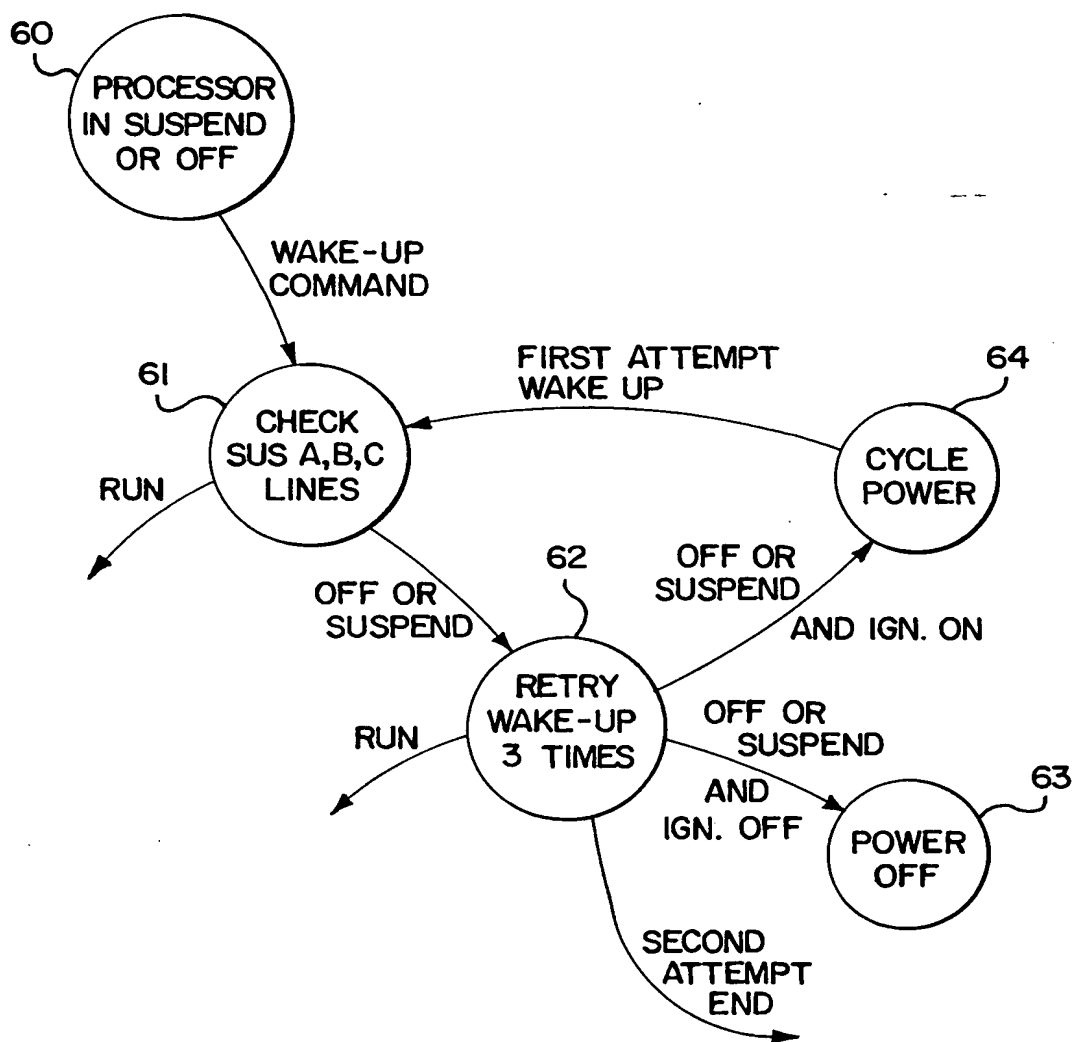 60
PROCESSOR
IN SUSPEND
OR OFF
WAKE-UP
COMMAND
61
CHECK
SUS A,B,C
LINES
FIRST ATTEMPT
WAKE UP
64
CYCLE
POWER
RUN
OFF OR
SUSPEND
62
RETRY
WAKE-UP
3 TIMES
OFF OR
SUSPEND
AND IGN. ON
RUN
OFF OR
SUSPEND
AND
IGN. OFF
63
POWER
OFF
SECOND
ATTEMPT
END